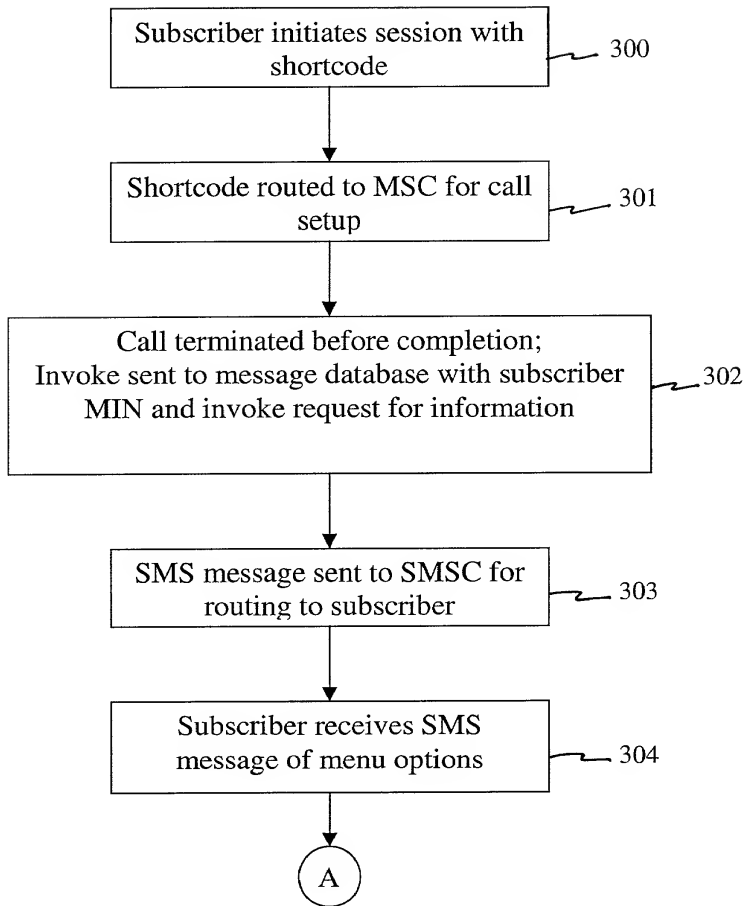 Subscriber initiates session with
shortcode
300
Shortcode routed to MSC for call
setup
301
Call terminated before completion;
Invoke sent to message database with subscriber
MIN and invoke request for information
302
SMS message sent to SMSC for
routing to subscriber
303
Subscriber receives SMS
message of menu options
304
A